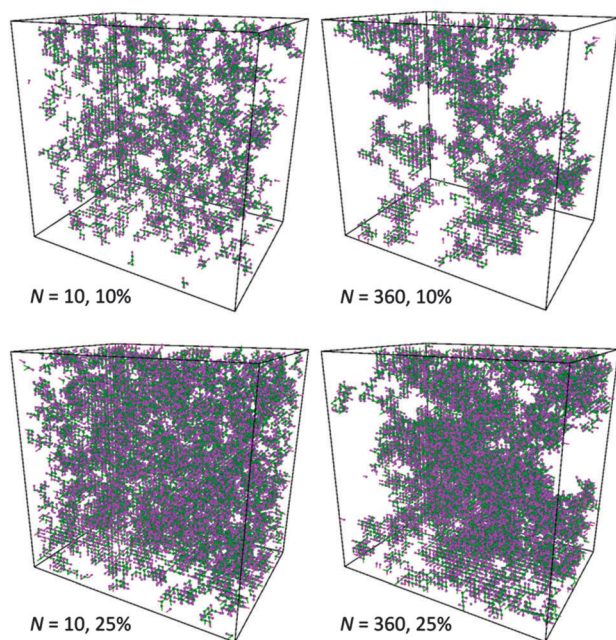 N = 10, 10%
N = 360, 10%
N = 10, 25%
N = 360, 25%